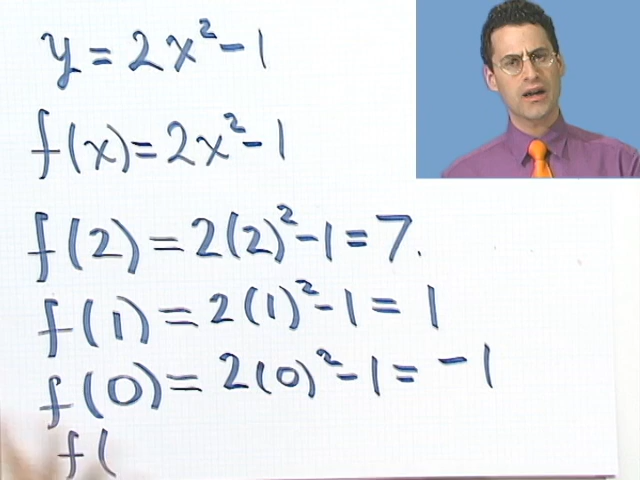 y = 2x² - 1
f(x) = 2x² - 1
f(2) = 2(2)² - 1 = 7.
f(1) = 2(1)² - 1 = 1
f(0) = 2(0)² - 1 = -1
f(